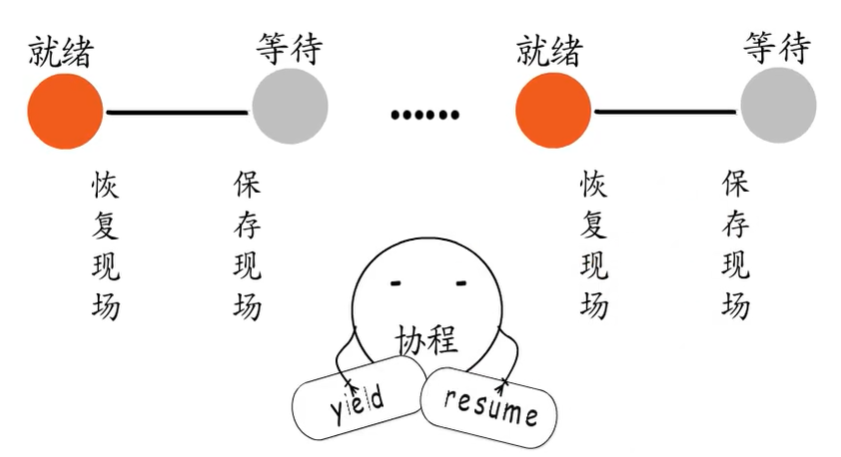 就绪
等待
就绪
等待
恢复现场
保存现场
恢复现场
保存现场
协程
yield
resume